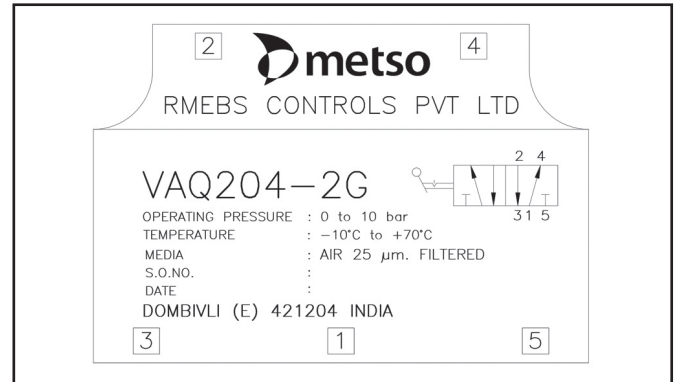 2 metso 4
RMEBS CONTROLS PVT LTD
2 4
VAQ204-2G
31 5
OPERATING PRESSURE : 0 to 10 bar
TEMPERATURE : -10°C to +70°C
MEDIA : AIR 25 µm. FILTERED
S.O.NO. :
DATE :
DOMBIVLI (E) 421204 INDIA
3 1 5